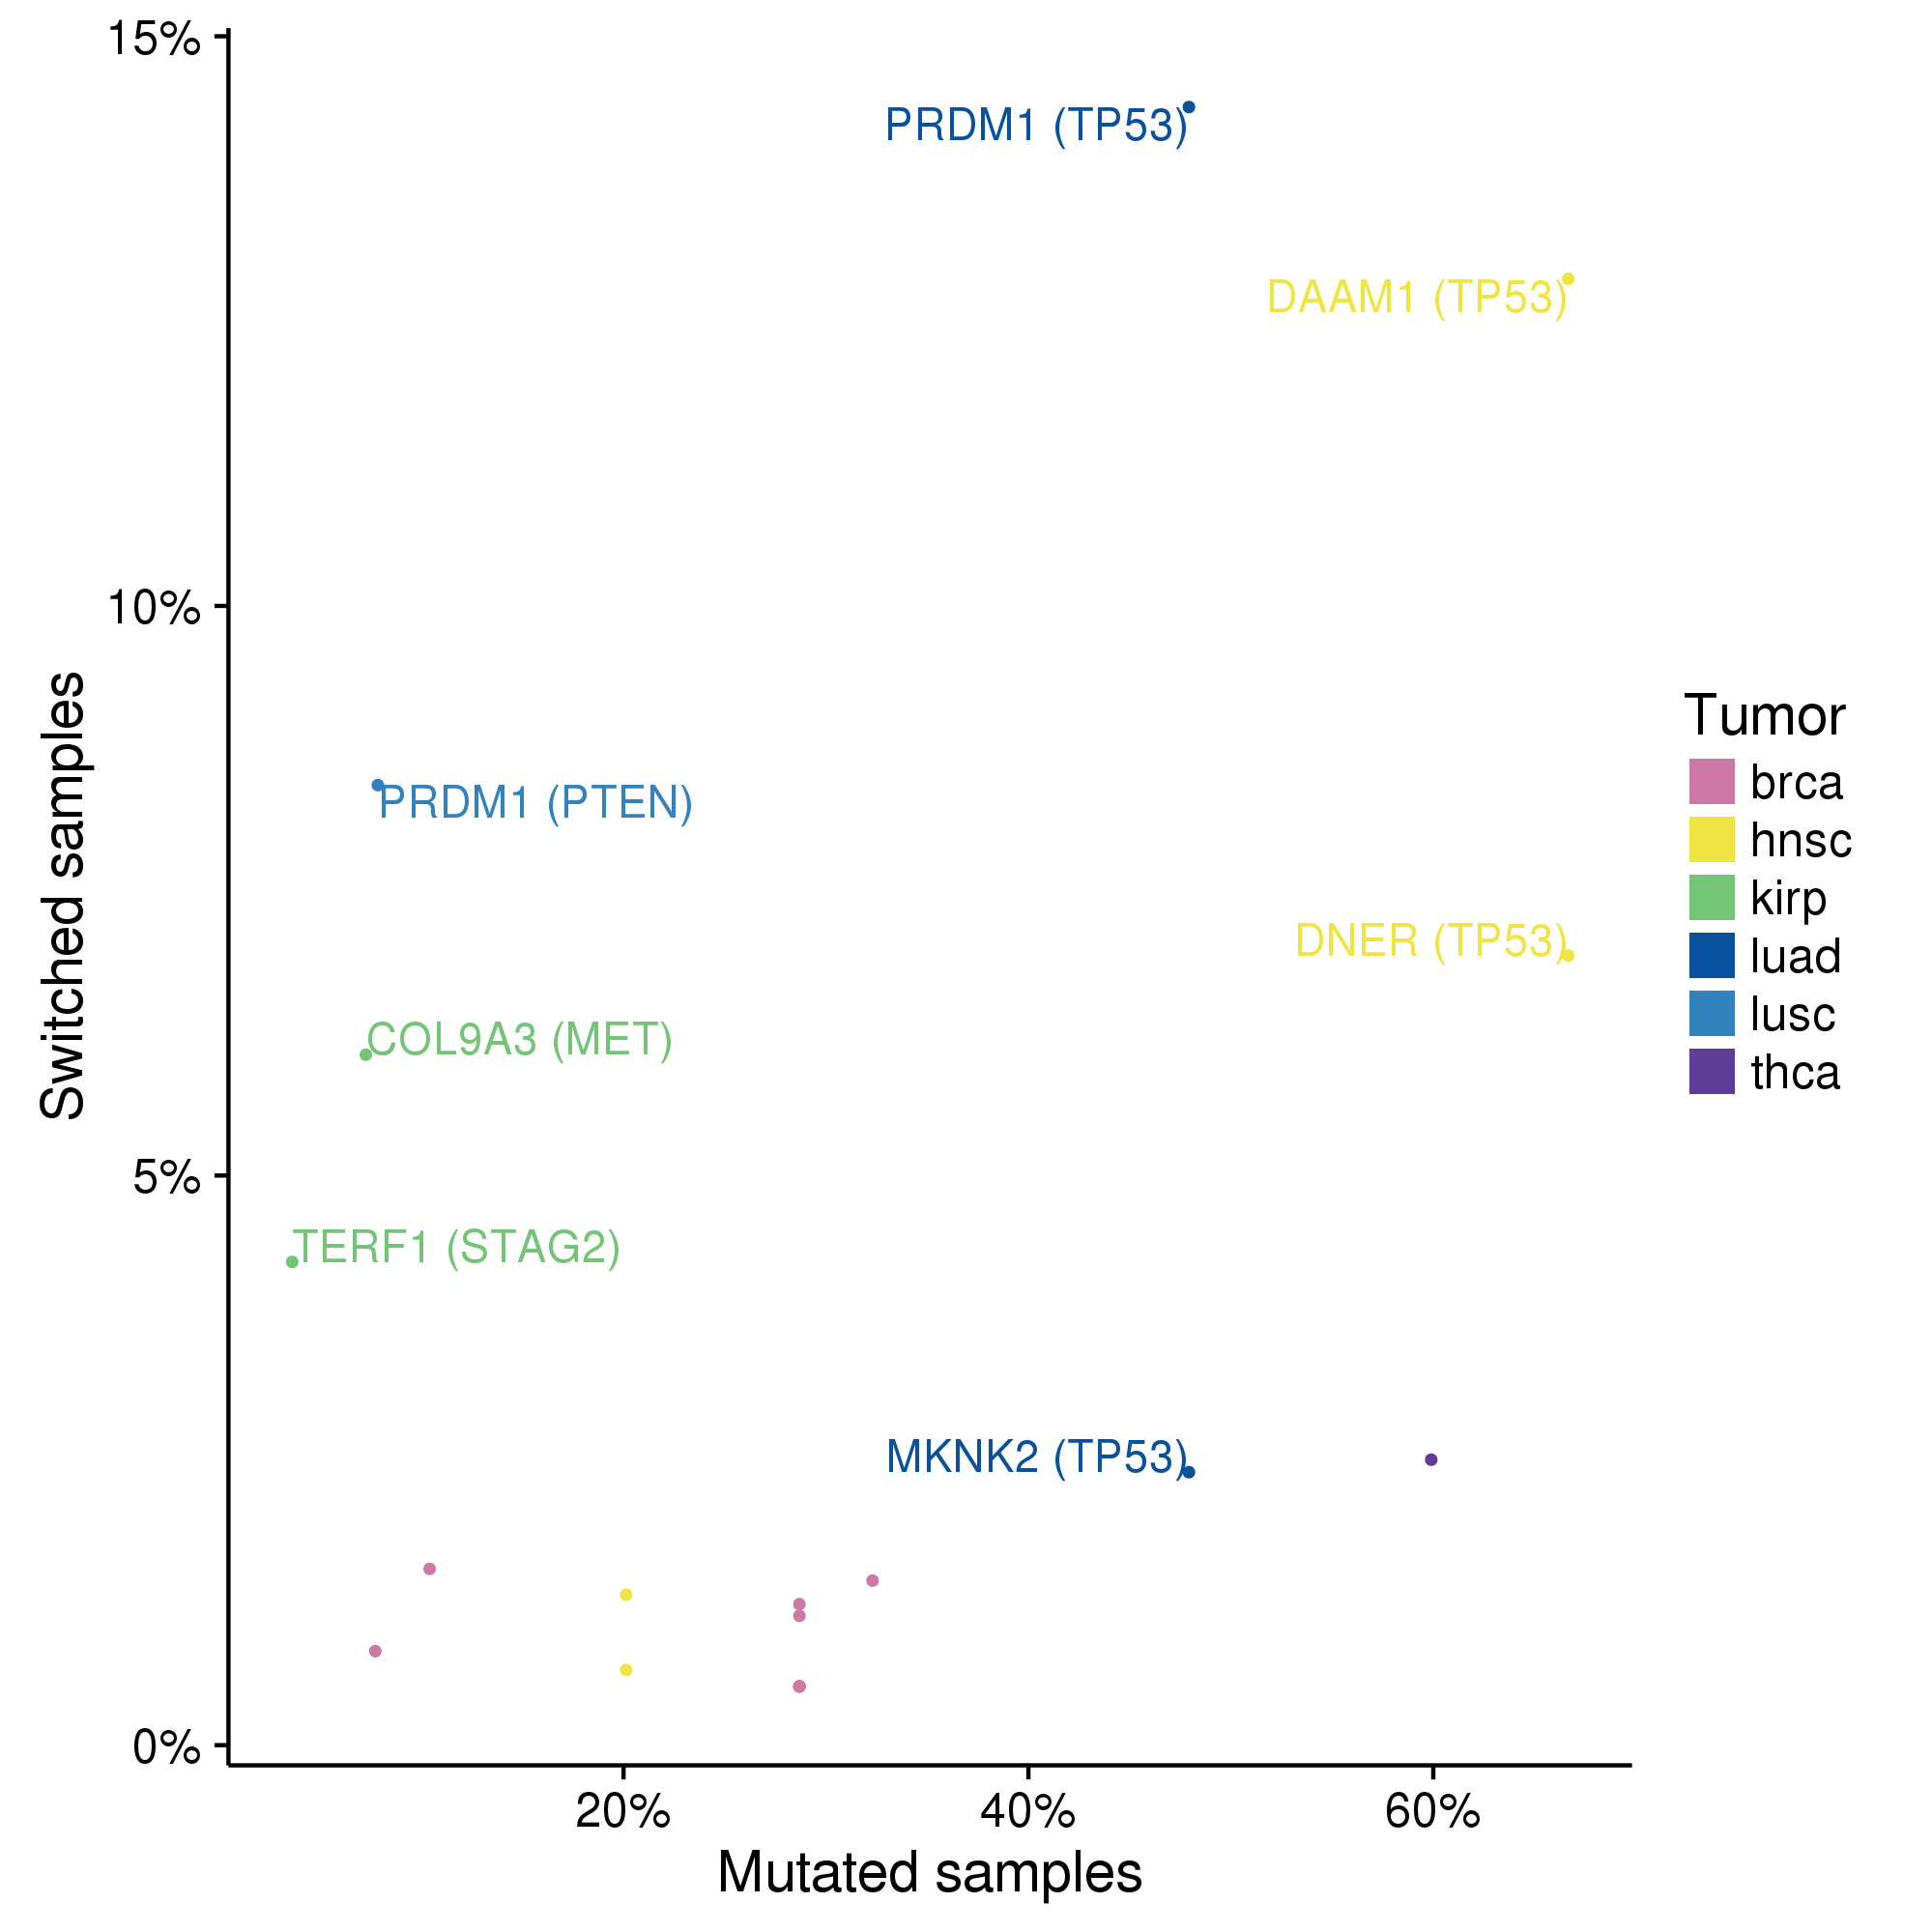 15%
PRDM1 (TP53)
DAAM1 (TP53)
10%
Switched samples
Tumor
PRDM1 (PTEN)
brca
hnsc
kirp
DNER (TP53)
luad
COL9A3 (MET)
lusc
thca
5%
TERF1 (STAG2)
MKNK2 (TP53)
0%
20%
40%
60%
Mutated samples